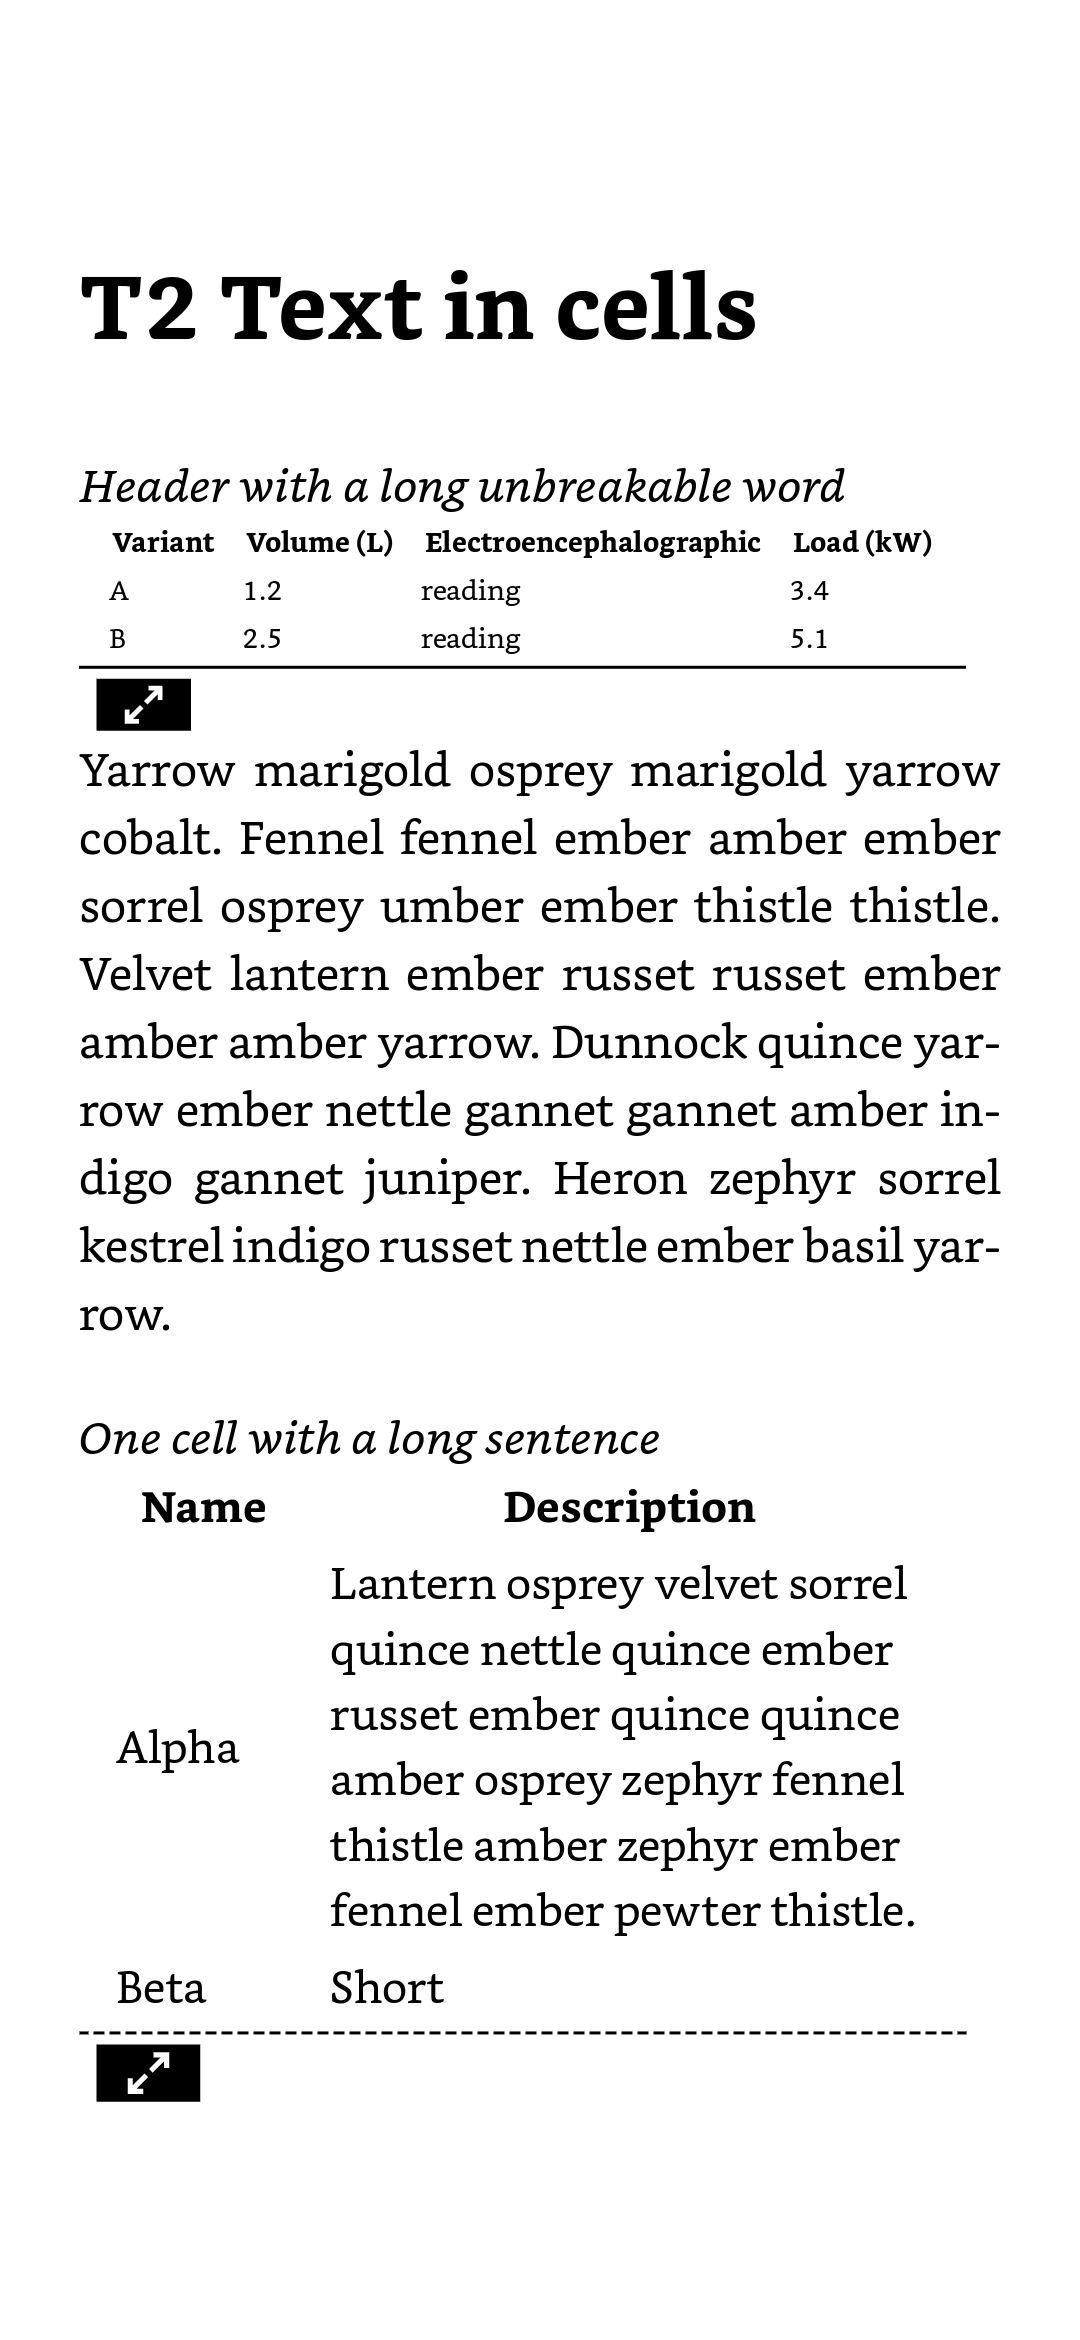 T2 Text in cells
Header with a long unbreakable word
Variant Volume (L) Electroencephalographic Load (kW)
A 1.2 reading 3.4
B 2.5 reading 5.1
Yarrow marigold osprey marigold yarrow
cobalt. Fennel fennel ember amber ember
sorrel osprey umber ember thistle thistle.
Velvet lantern ember russet russet ember
amber amber yarrow. Dunnock quince yar-
row ember nettle gannet gannet amber in-
digo gannet juniper. Heron zephyr sorrel
kestrel indigo russet nettle ember basil yar-
row.
One cell with a long sentence
Name Description
Lantern osprey velvet sorrel
quince nettle quince ember
russet ember quince quince
Alpha
amber osprey zephyr fennel
thistle amber zephyr ember
fennel ember pewter thistle.
Beta Short